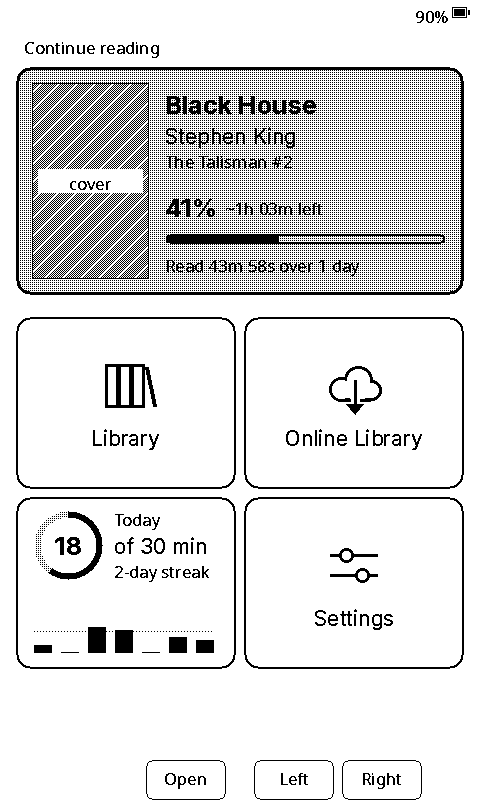 90%
Continue reading
cover
Black House
Stephen King
The Talisman #2
41% ~1h 03m left
Read 43m 58s over 1 day
Library
Online Library
18
Today
of 30 min
2-day streak
Settings
Open
Left
Right